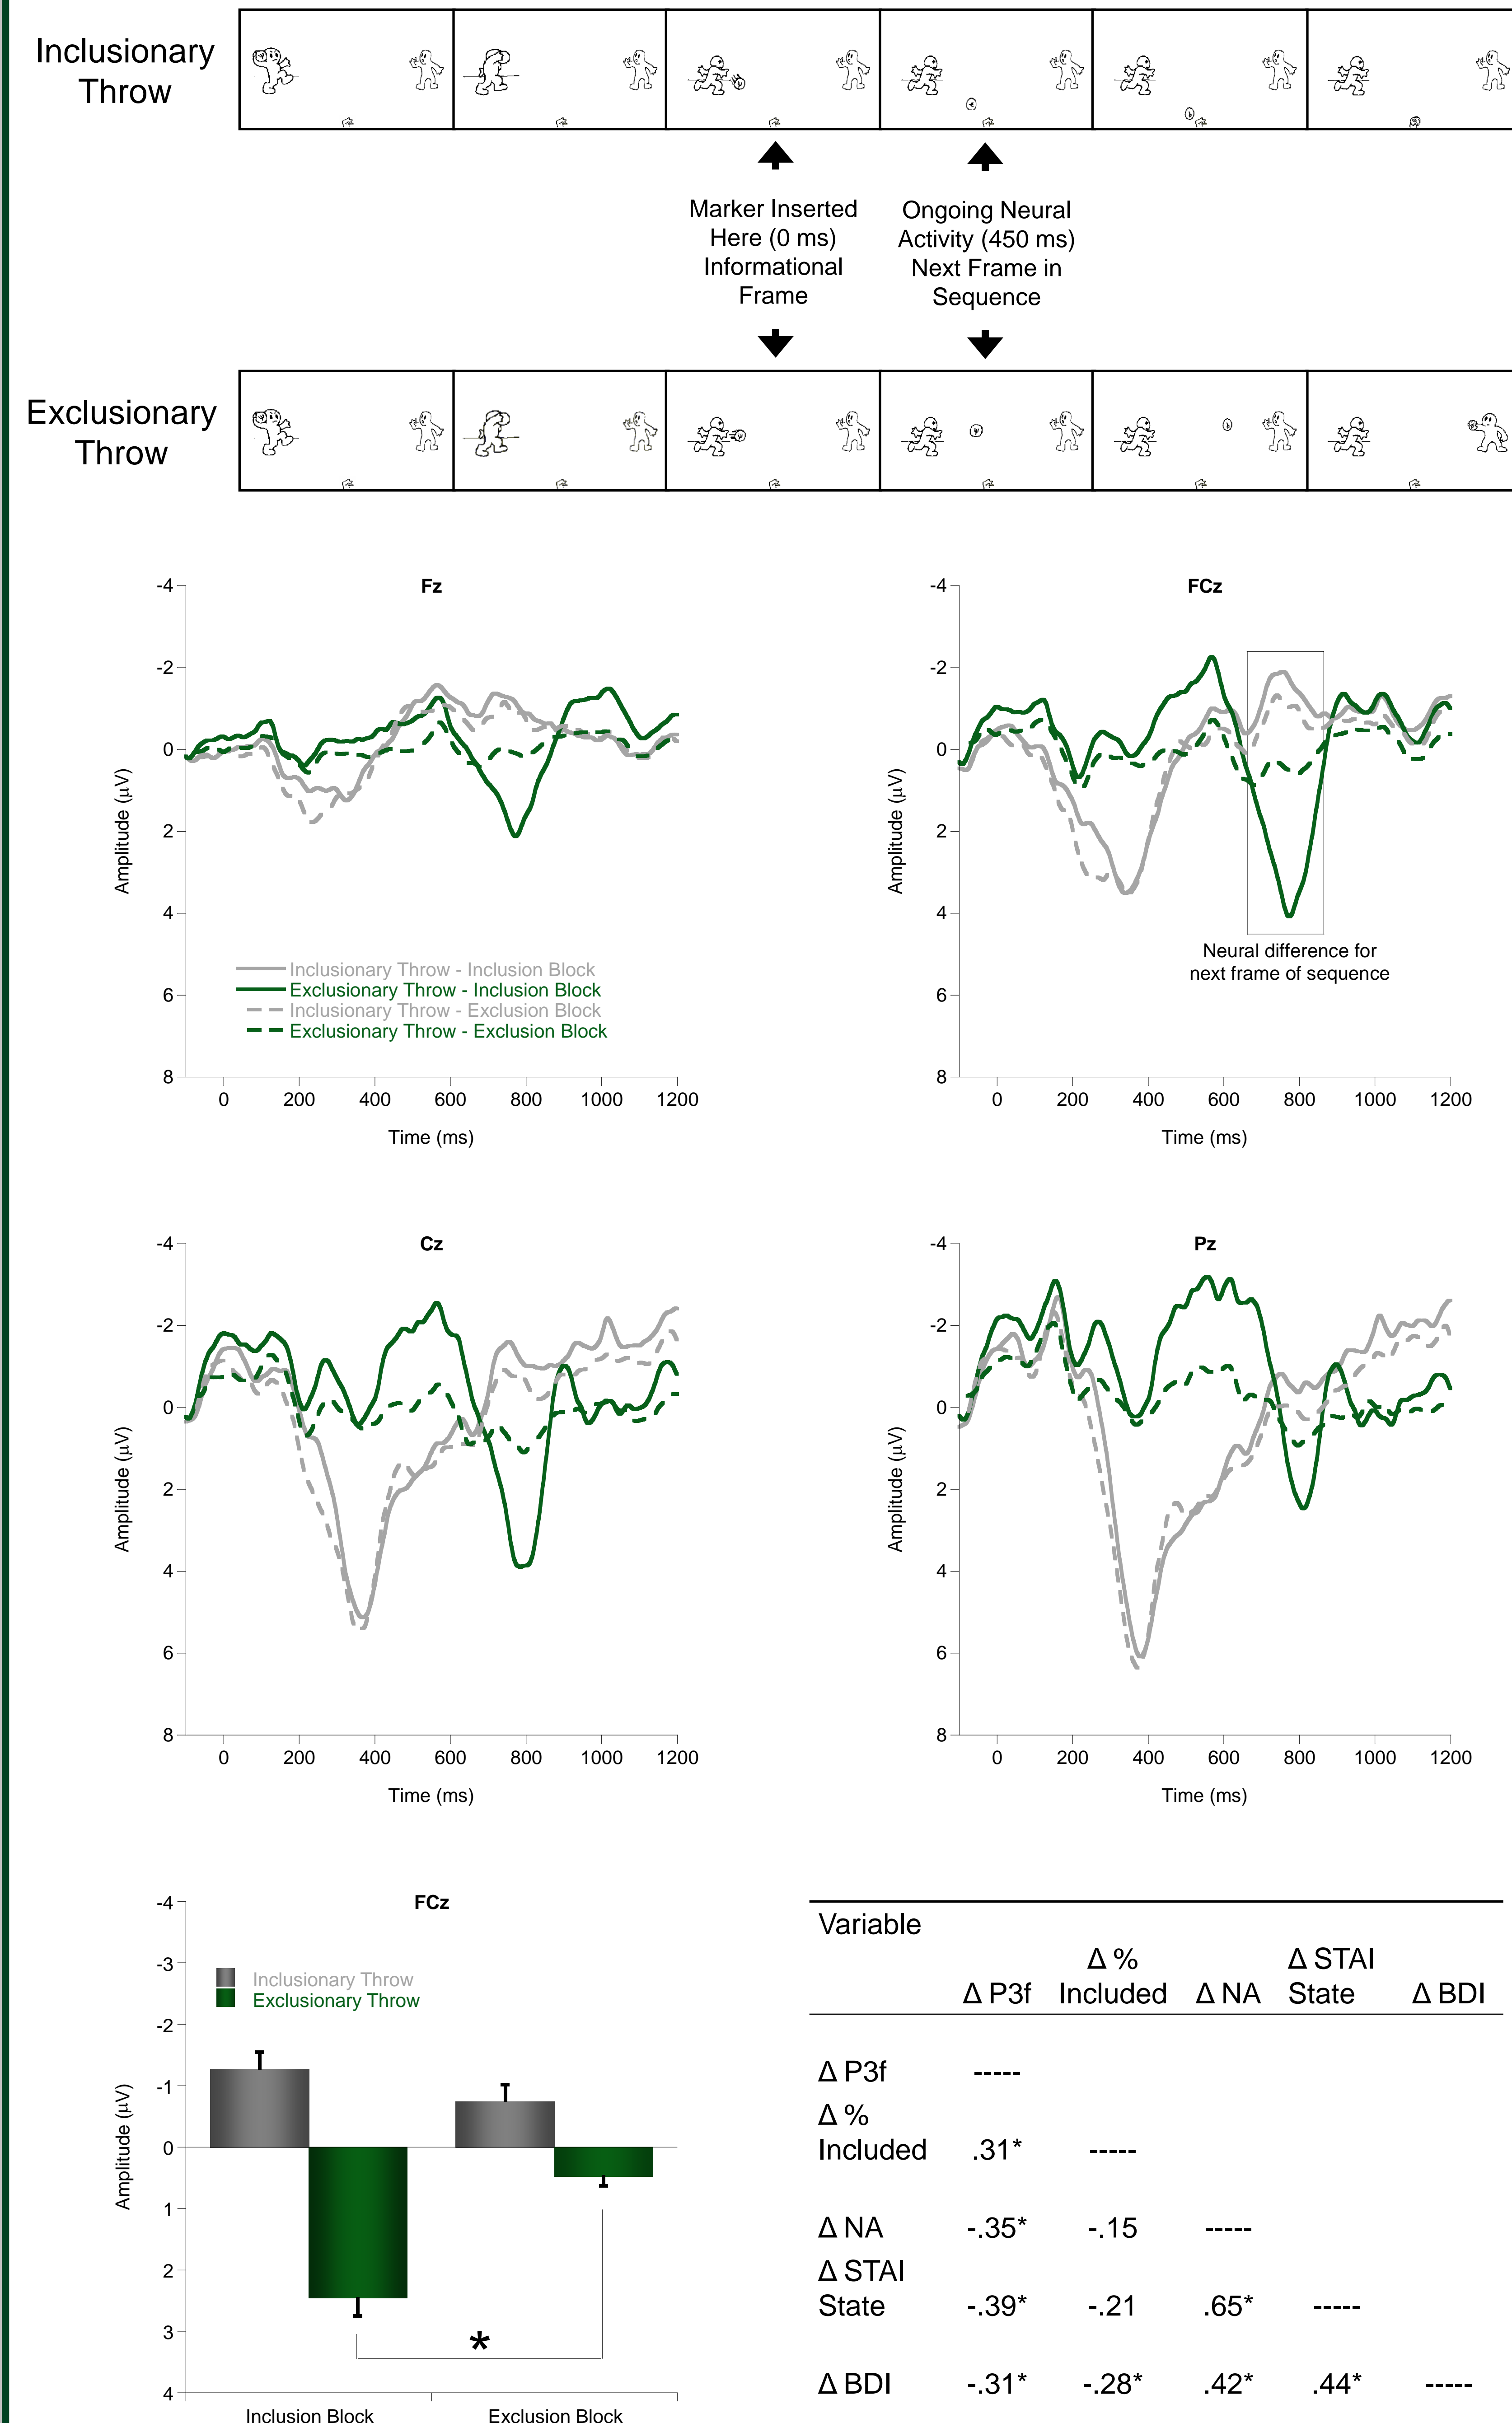 Inclusionary
Throw
Marker Inserted
Here (0 ms)
Informational
Frame
Ongoing Neural
Activity (450 ms)
Next Frame in
Sequence
Exclusionary
Throw
Fz
-4
-2
0
2
4
6
8
Amplitude (μV)
Inclusionary Throw - Inclusion Block
Exclusionary Throw - Inclusion Block
Inclusionary Throw - Exclusion Block
Exclusionary Throw - Exclusion Block
0 200 400 600 800 1000 1200
Time (ms)
FCz
-4
-2
0
2
4
6
8
Amplitude (μV)
Neural difference for
next frame of sequence
0 200 400 600 800 1000 1200
Time (ms)
Cz
-4
-2
0
2
4
6
8
Amplitude (μV)
0 200 400 600 800 1000 1200
Time (ms)
Pz
-4
-2
0
2
4
6
8
Amplitude (μV)
0 200 400 600 800 1000 1200
Time (ms)
FCz
-4
-3
-2
-1
0
1
2
3
4
Amplitude (μV)
Inclusionary Throw
Exclusionary Throw
*
Inclusion Block Exclusion Block
Variable
Δ % Δ STAI
Δ P3f Included Δ NA State Δ BDI
Δ P3f -----
Δ %
Included .31* -----
Δ NA -.35* -.15 -----
Δ STAI
State -.39* -.21 .65* -----
Δ BDI -.31* -.28* .42* .44* -----